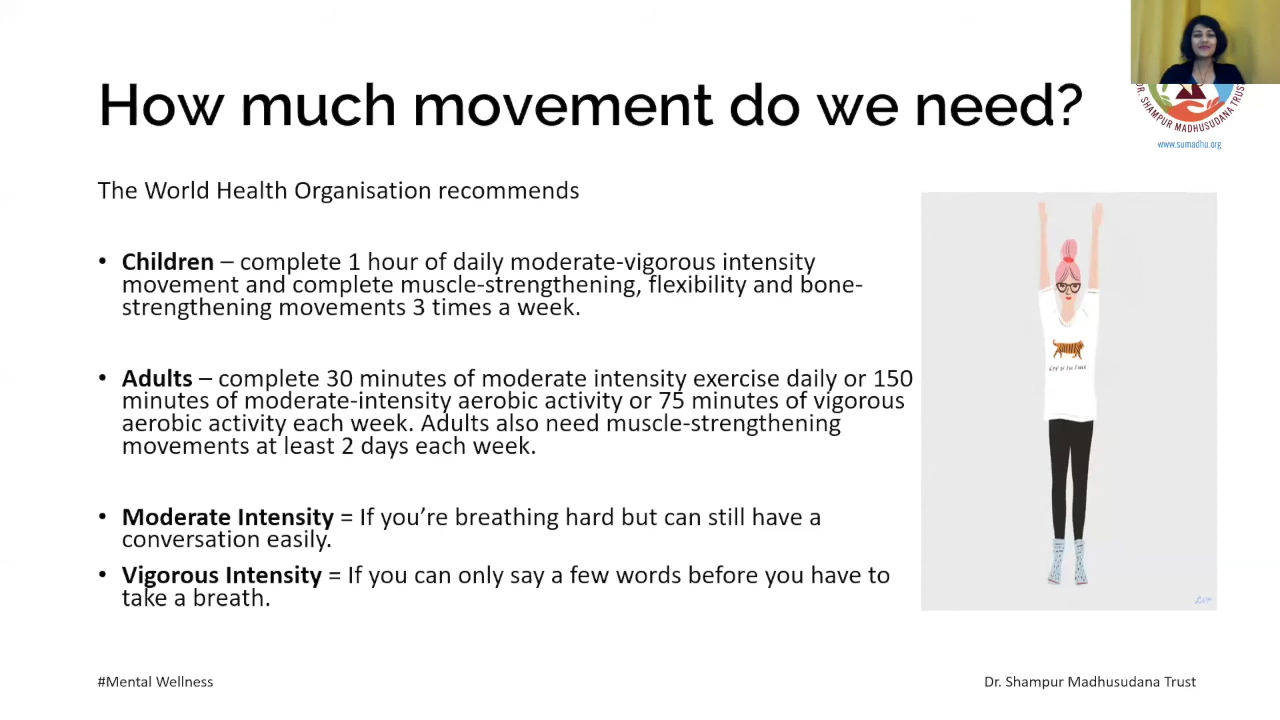 How much movement do we need?
DR. SHAMPUR MADHUSUDANA TRUST
www.sumadhu.org
The World Health Organisation recommends
• Children – complete 1 hour of daily moderate-vigorous intensity
movement and complete muscle-strengthening, flexibility and bone-
strengthening movements 3 times a week.
• Adults – complete 30 minutes of moderate intensity exercise daily or 150
minutes of moderate-intensity aerobic activity or 75 minutes of vigorous
aerobic activity each week. Adults also need muscle-strengthening
movements at least 2 days each week.
• Moderate Intensity = If you’re breathing hard but can still have a
conversation easily.
• Vigorous Intensity = If you can only say a few words before you have to
take a breath.
#Mental Wellness
Dr. Shampur Madhusudana Trust